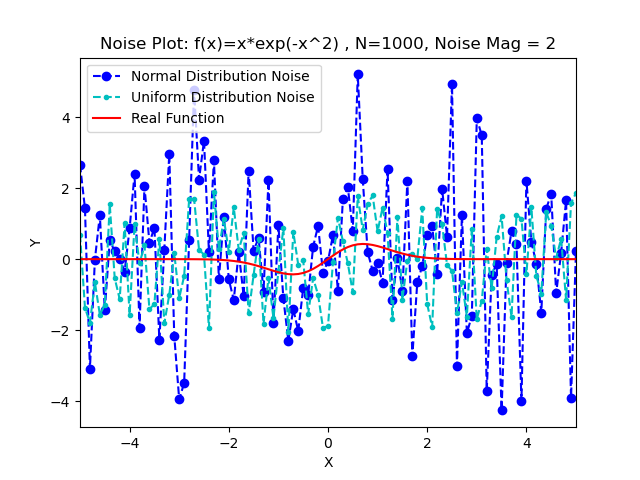 Noise Plot: f(x)=x*exp(-x^2) , N=1000, Noise Mag = 2
Normal Distribution Noise
Uniform Distribution Noise
Real Function
4
2
0
−2
−4
Y
−4 −2 0 2 4
X